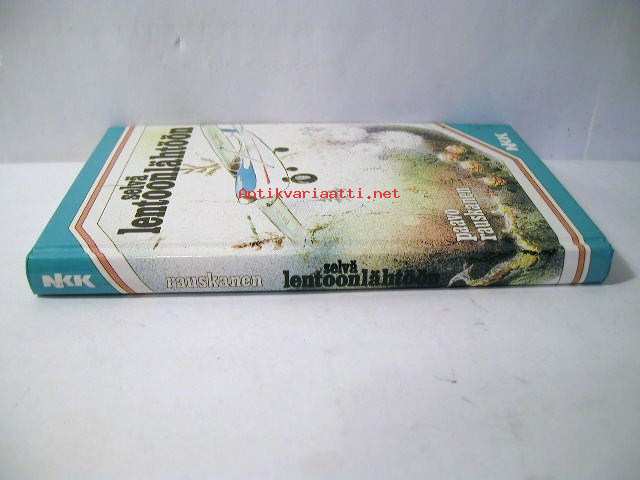 selvä
lentoonlähtöön
NKK
Antikvariaatti.net
paavo
rauskanen
NKK
rauskanen
selvä
lentoonlähtöön